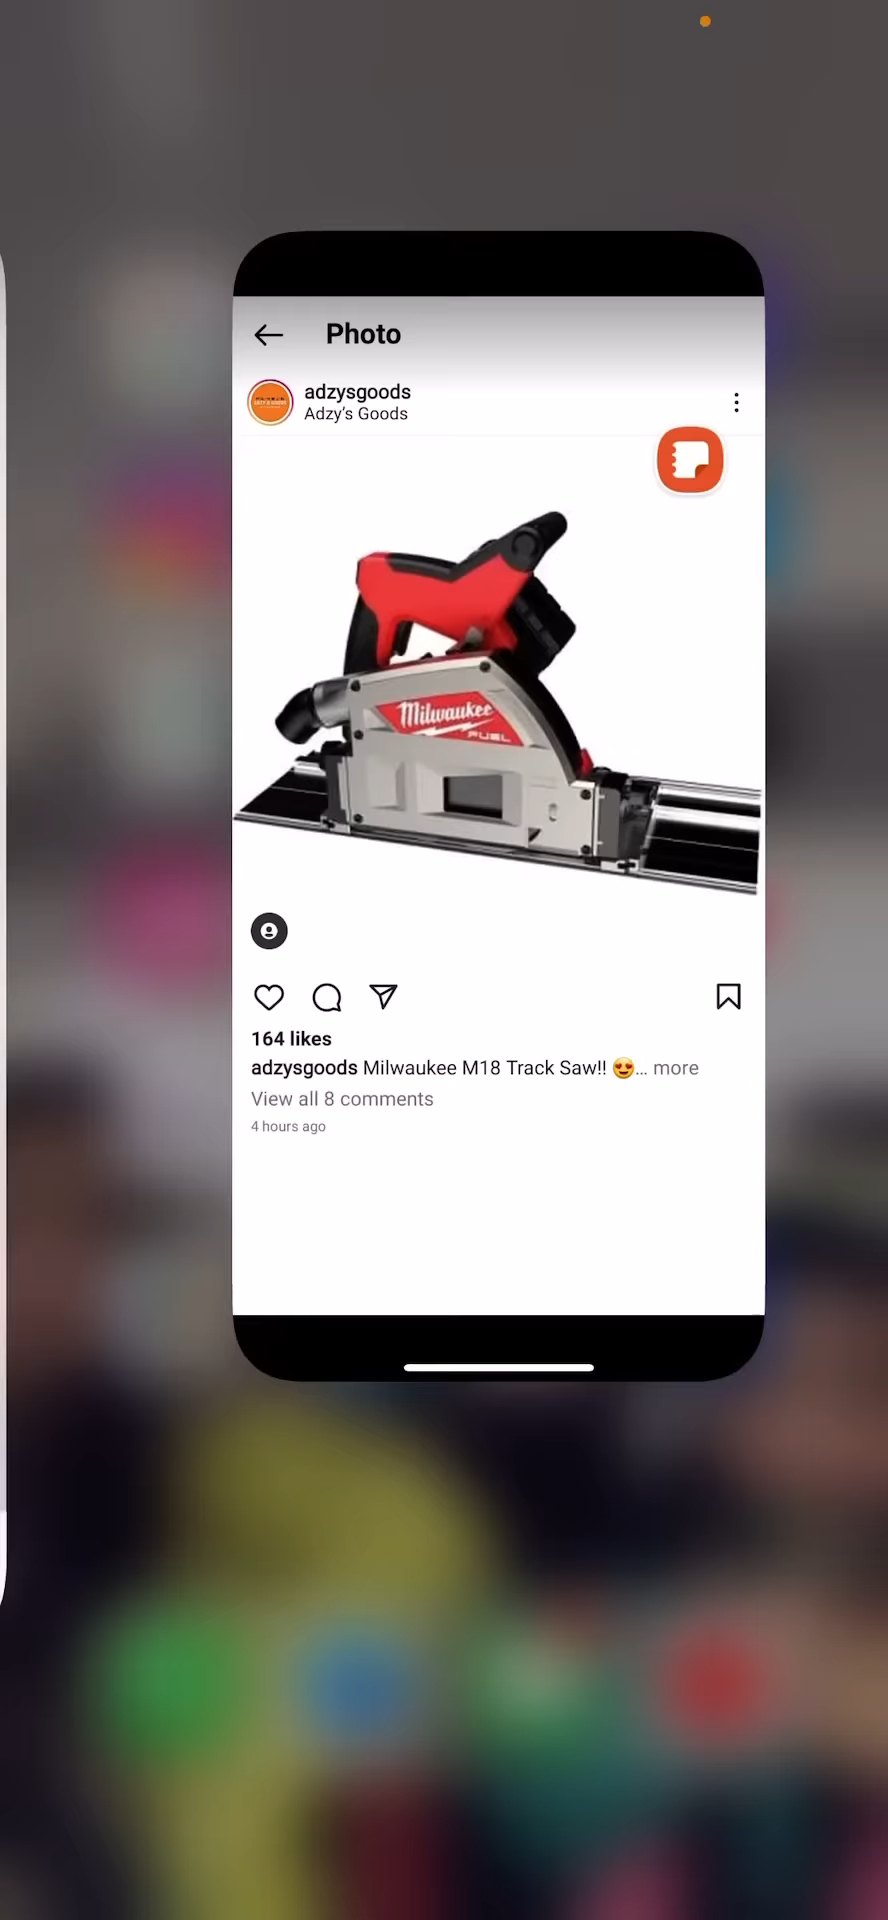 Photo
adzysgoods
Adzy's Goods
Milwaukee
FUEL
164 likes
adzysgoods Milwaukee M18 Track Saw!! 😍... more
View all 8 comments
4 hours ago